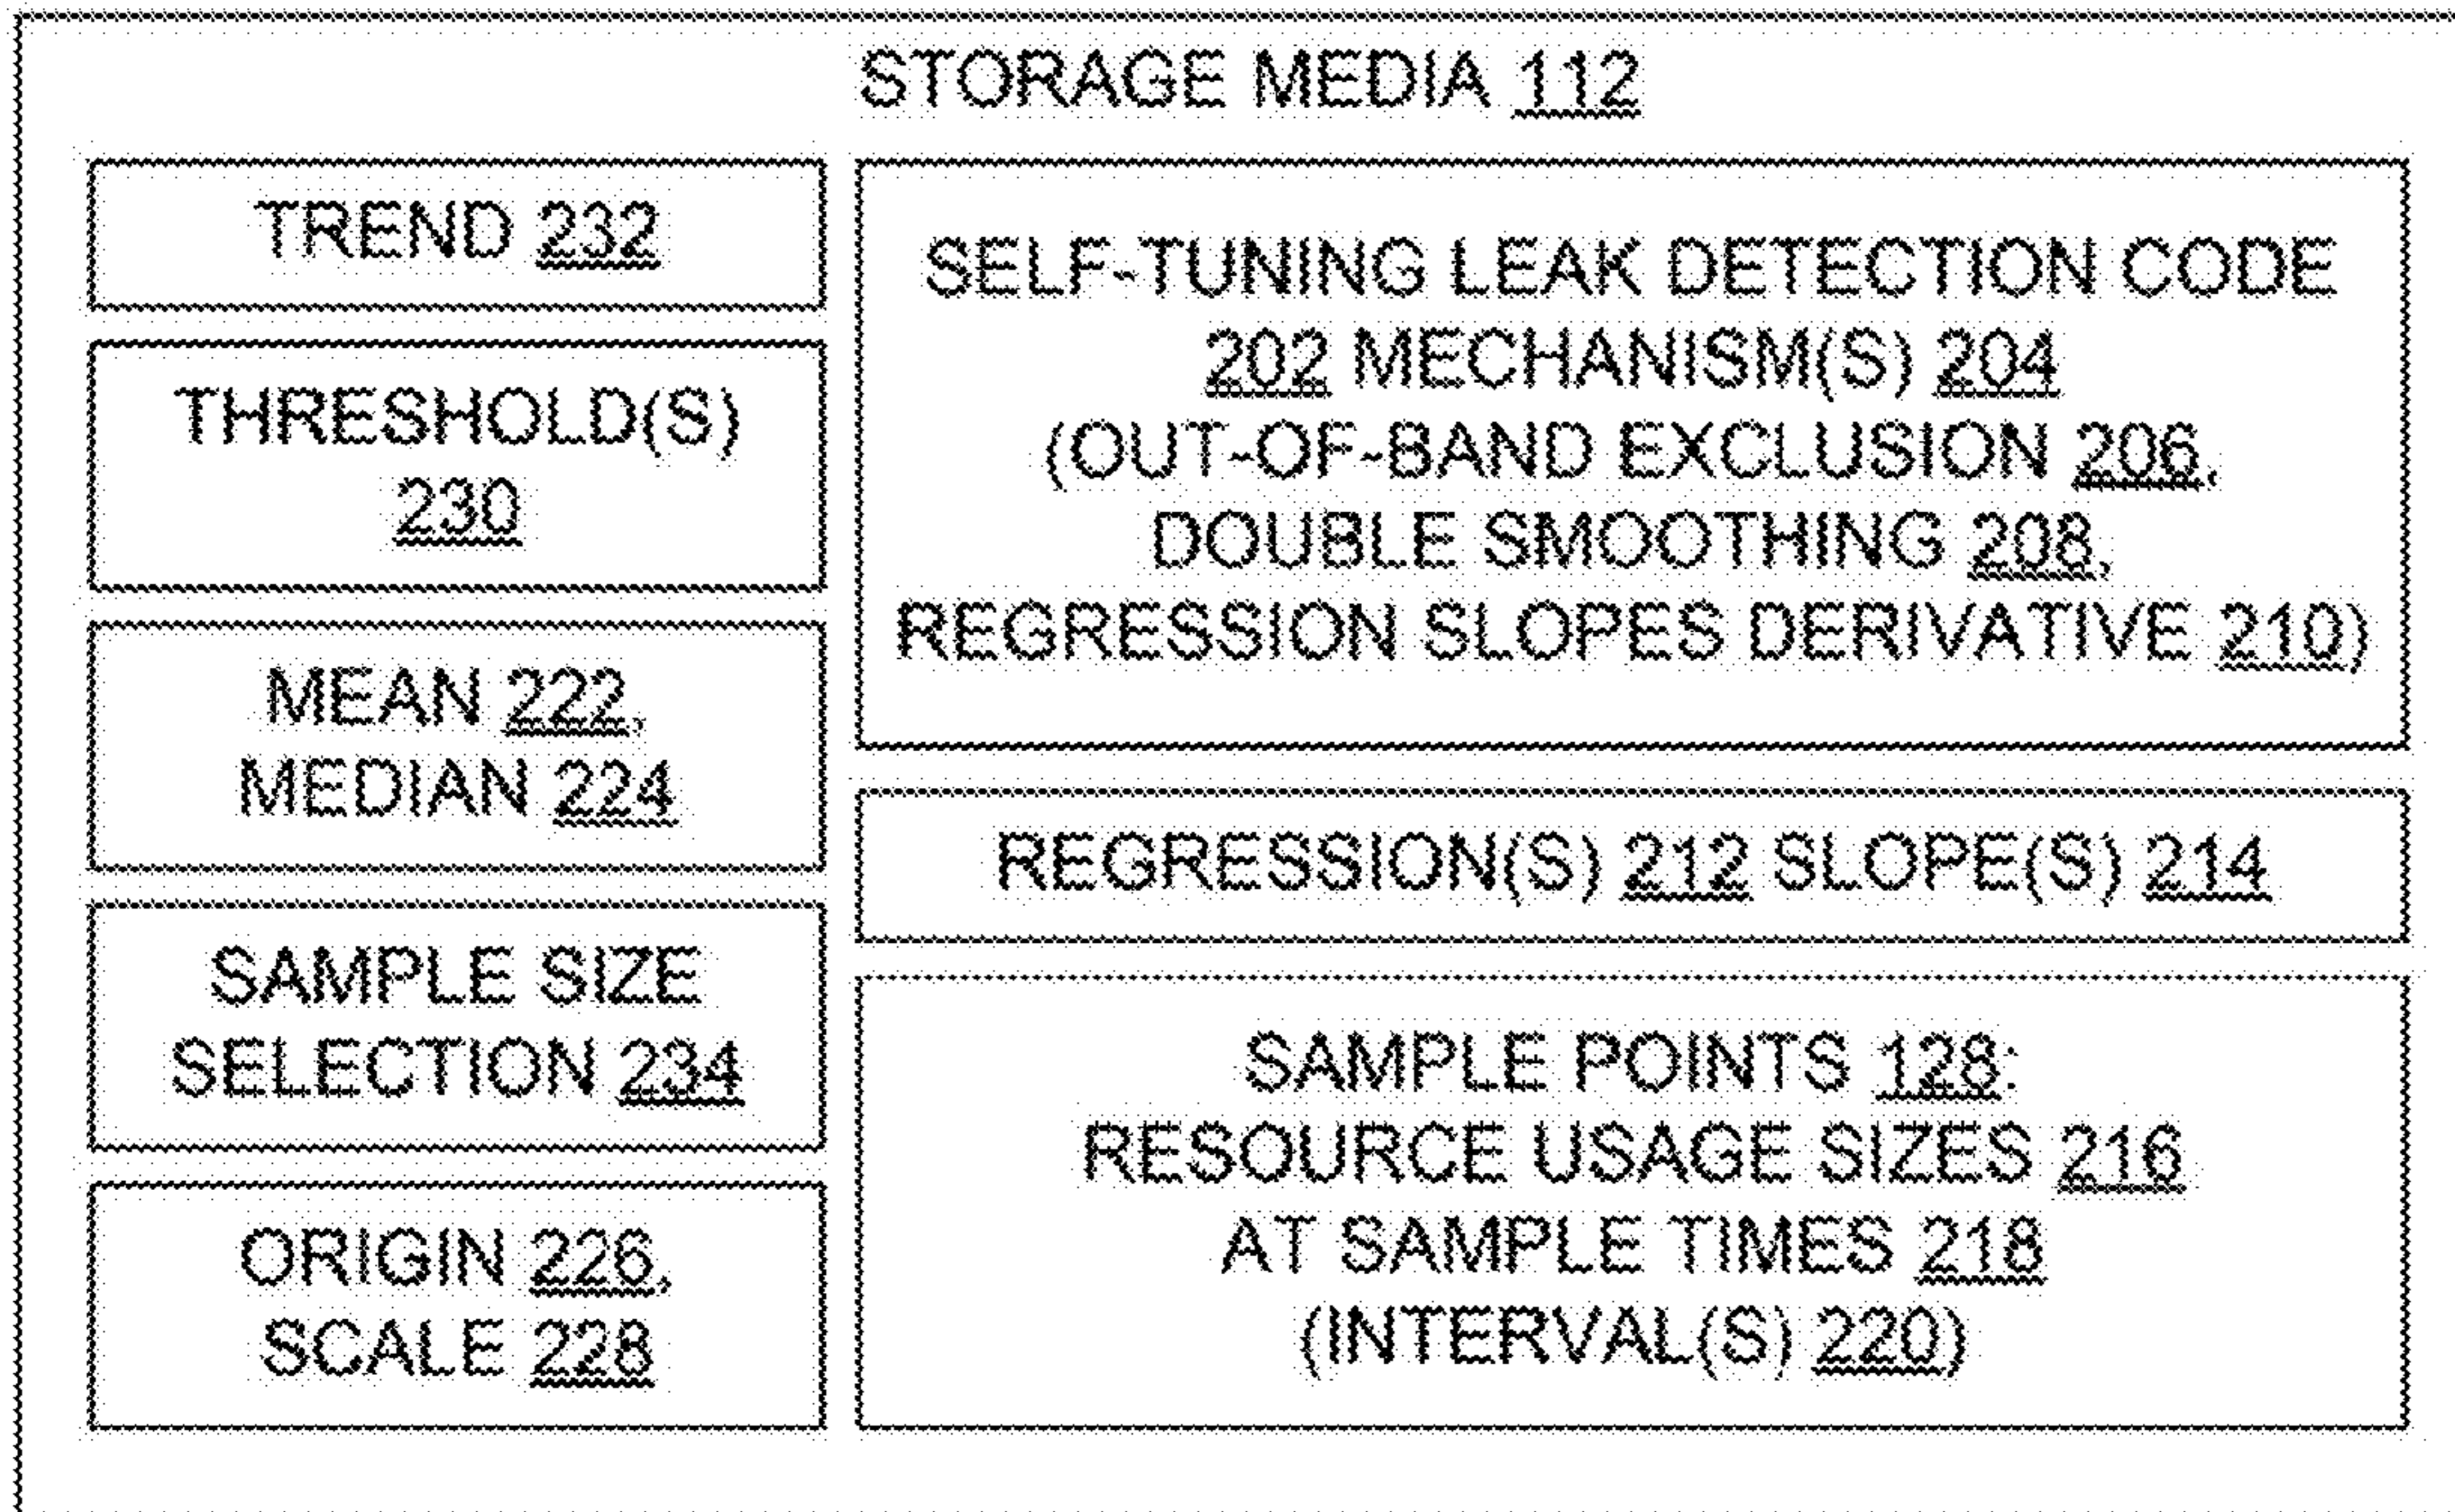 STORAGE MEDIA 112
TREND 232
THRESHOLD(S)
230
MEAN 222,
MEDIAN 224
SAMPLE SIZE
SELECTION 234
ORIGIN 226,
SCALE 228
SELF-TUNING LEAK DETECTION CODE
202 MECHANISM(S) 204
(OUT-OF-BAND EXCLUSION 206,
DOUBLE SMOOTHING 208,
REGRESSION SLOPES DERIVATIVE 210)
REGRESSION(S) 212 SLOPE(S) 214
SAMPLE POINTS 128:
RESOURCE USAGE SIZES 216
AT SAMPLE TIMES 218
(INTERVAL(S) 220)